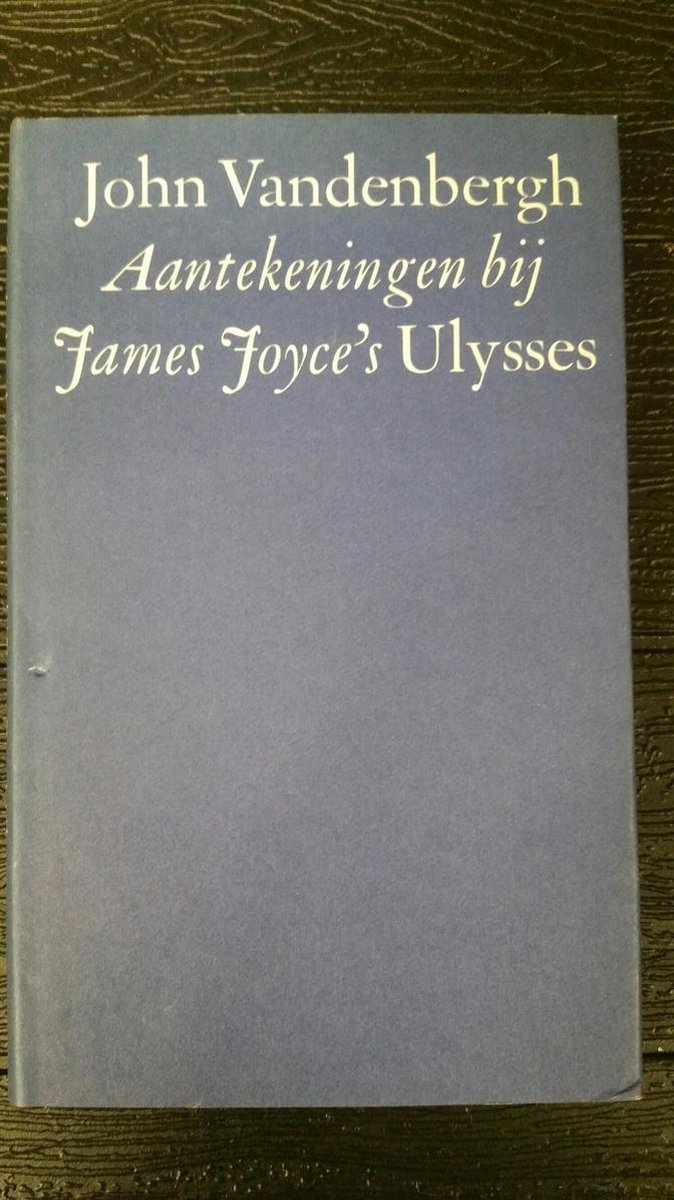 John Vandenbergh
Aantekeningen bij
James Joyce's Ulysses